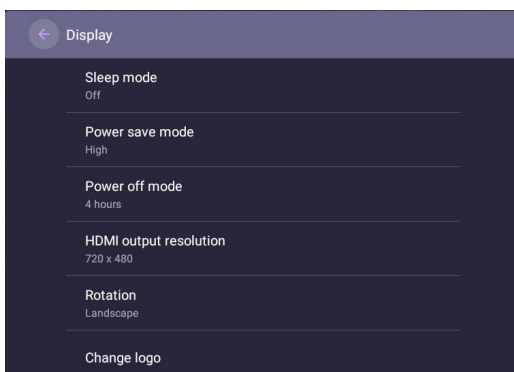 Display
Sleep mode
Off
Power save mode
High
Power off mode
4 hours
HDMI output resolution
720 x 480
Rotation
Landscape
Change logo